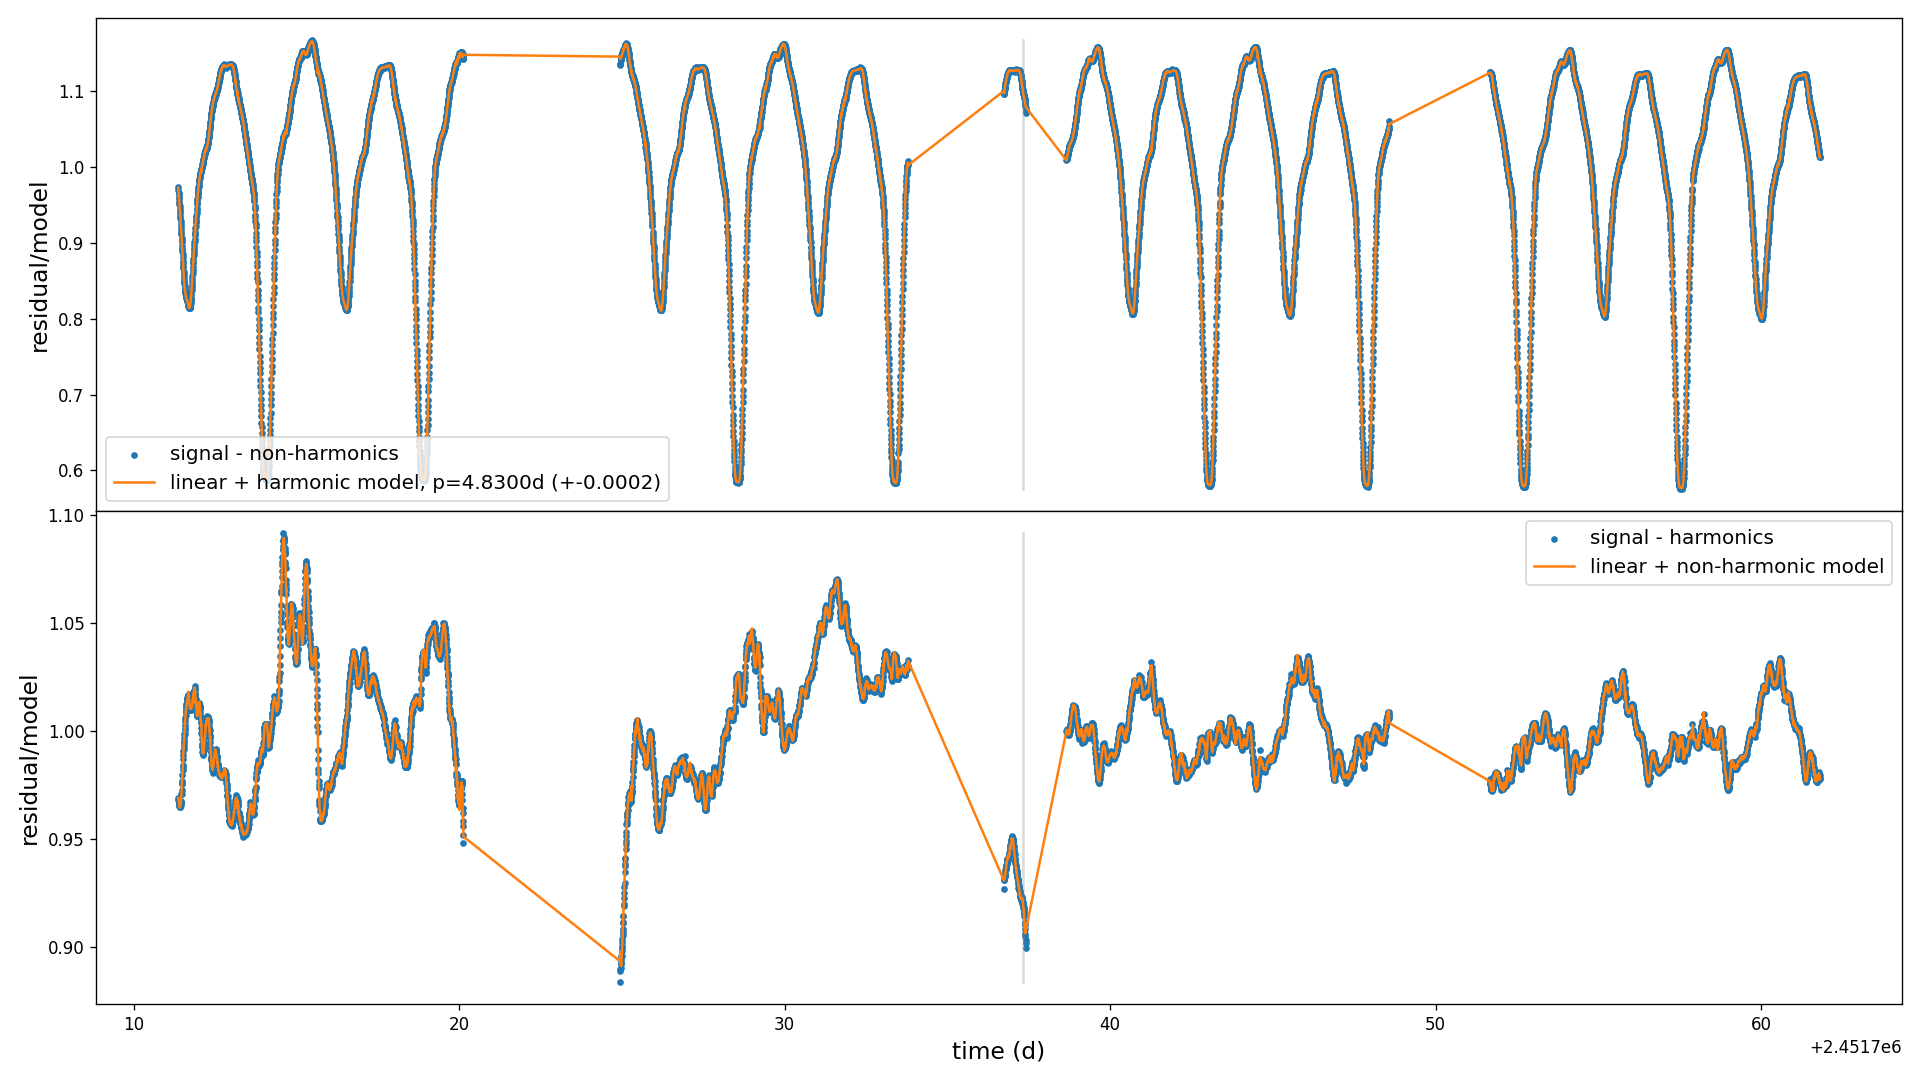 1.1
1.0
0.9
0.8
0.7
0.6
residual/model
signal - non-harmonics
linear + harmonic model, p=4.8300d (+-0.0002)
1.10
1.05
1.00
0.95
0.90
residual/model
signal - harmonics
linear + non-harmonic model
10 20 30 40 50 60
time (d)
+2.4517e6